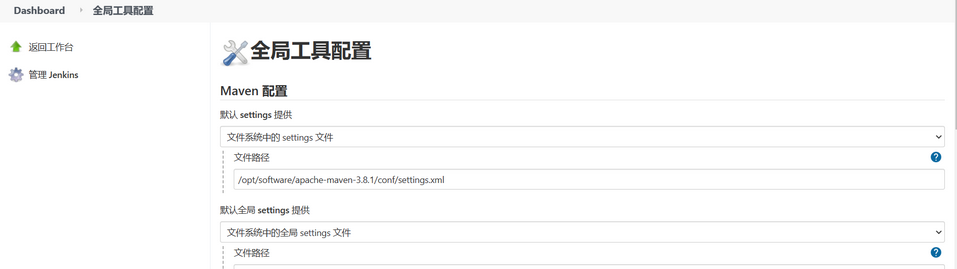 Dashboard 全局工具配置
返回工作台
管理 Jenkins
全局工具配置
Maven 配置
默认 settings 提供
文件系统中的 settings 文件
文件路径
/opt/software/apache-maven-3.8.1/conf/settings.xml
默认全局 settings 提供
文件系统中的全局 settings 文件
文件路径